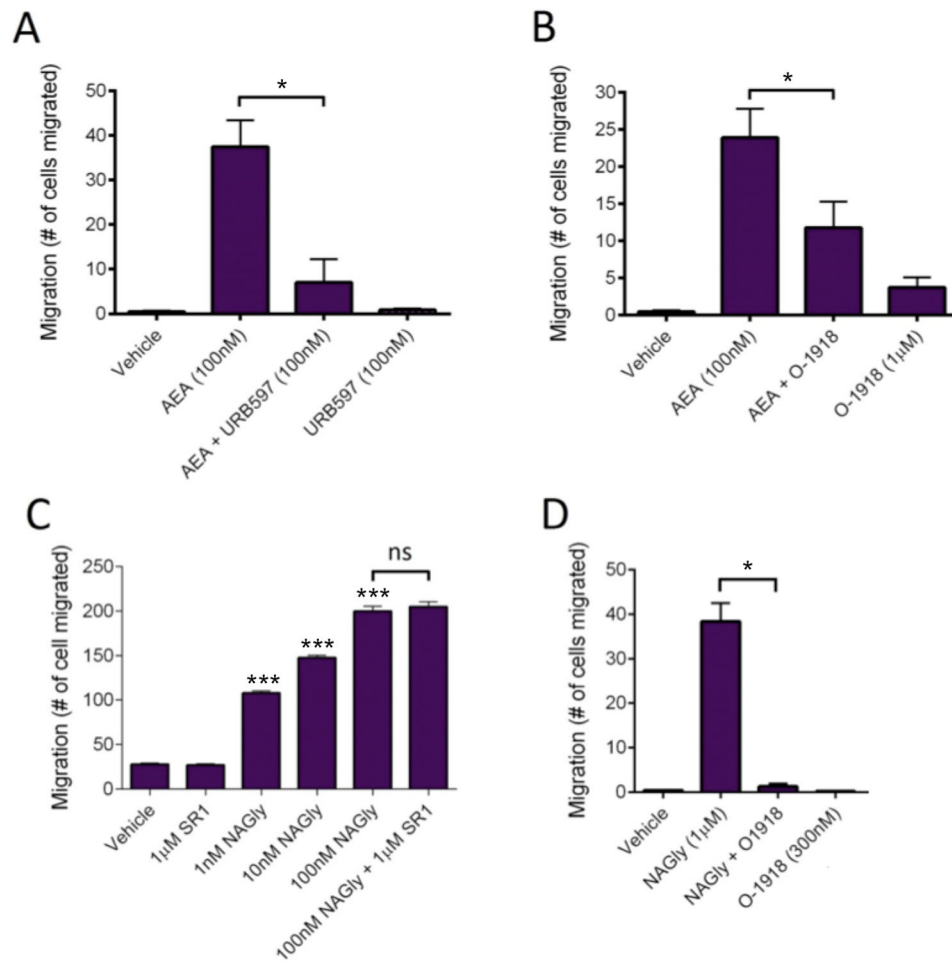 A
Migration (# of cells migrated)
50
40
30
20
10
0
*
Vehicle
AEA (100nM)
AEA + URB597 (100nM)
URB597 (100nM)
B
Migration (# of cells migrated)
30
25
20
15
10
5
0
*
Vehicle
AEA (100nM)
AEA + O-1918
O-1918 (1μM)
C
Migration (# of cell migrated)
250
200
150
100
50
0
***
***
***
ns
Vehicle
1μM SR1
1nM NAGly
10nM NAGly
100nM NAGly
100nM NAGly + 1μM SR1
D
Migration (# of cells migrated)
50
40
30
20
10
0
*
Vehicle
NAGly (1μM)
NAGly + O1918
O-1918 (300nM)